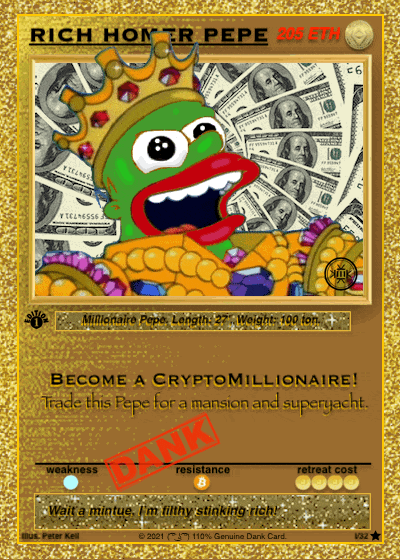 RICH HOMER PEPE 205 ETH
EDITION 1
Millionaire Pepe. Length: 27", Weight: 100 ton.
BECOME A CRYPTOMILLIONAIRE!
Trade this Pepe for a mansion and superyacht.
DANK
weakness resistance retreat cost
Wait a mintue, I'm filthy stinking rich!
Illus. Peter Kell © 2021 ( ͡° ͜ʖ ͡°) 110% Genuine Dank Card. 1/32 ★